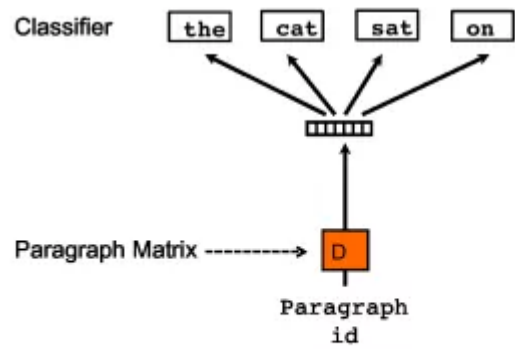 Classifier the cat sat on
Paragraph Matrix D
Paragraph
id